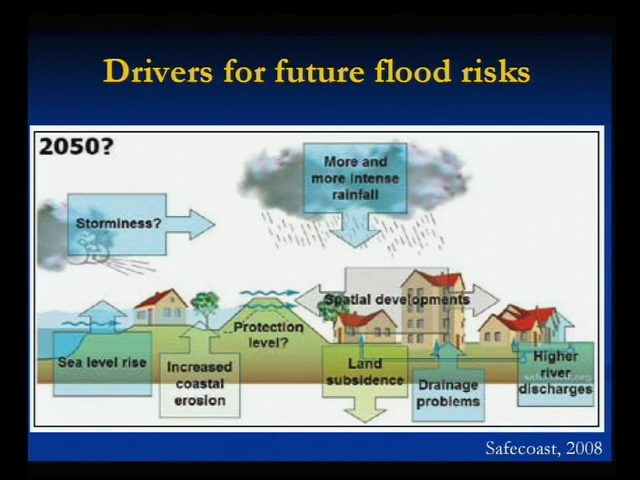 Drivers for future flood risks
2050?
More and
more intense
rainfall
Storminess?
Spatial developments
Protection
level?
Sea level rise
Increased
coastal
erosion
Land
subsidence
Drainage
problems
Higher
river
discharges
Safecoast, 2008